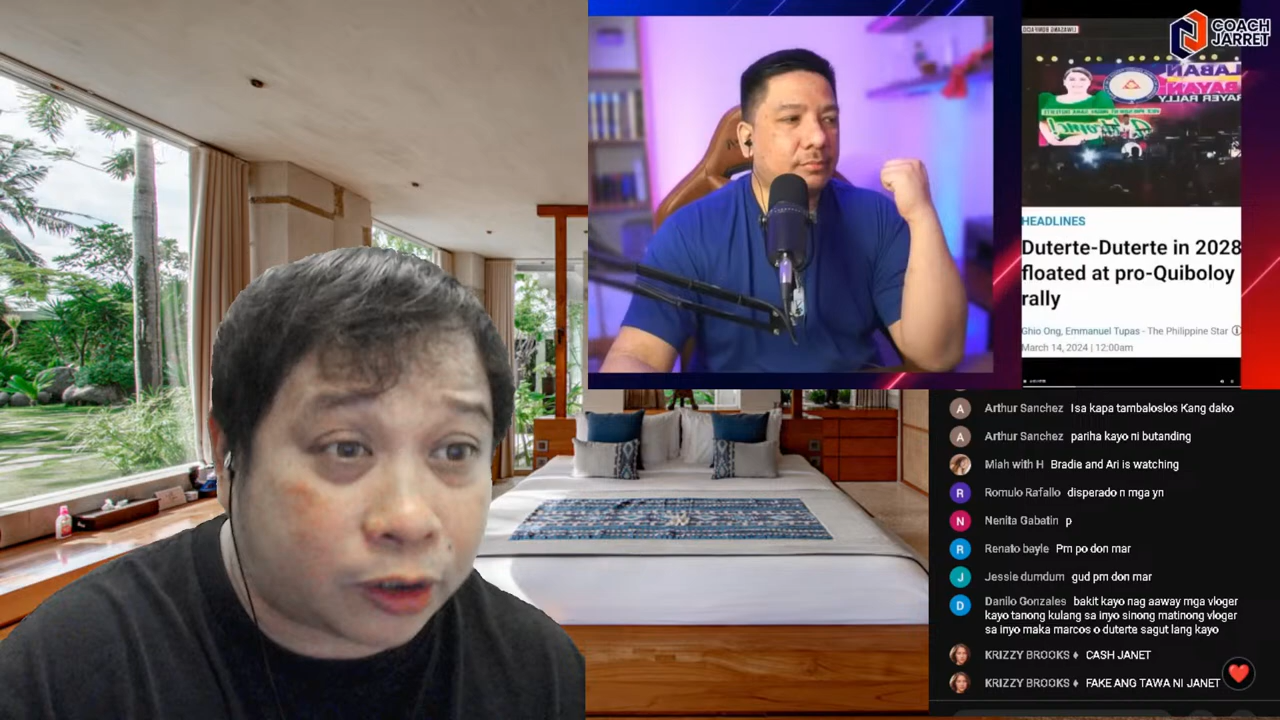 COACH
JARRET
HEADLINES
Duterte-Duterte in 2028
floated at pro-Quiboloy
rally
Ghio Ong, Emmanuel Tupas - The Philippine Star
March 14, 2024 | 12:00am
A Arthur Sanchez Isa kapa tambaloslos Kang dako
A Arthur Sanchez pariha kayo ni butanding
Miah with H Bradie and Ari is watching
R Romulo Rafallo disperado n mga yn
N Nenita Gabatin p
R Renato bayle Pm po don mar
J Jessie dumdum gud pm don mar
D Danilo Gonzales bakit kayo nag aaway mga vloger
kayo tanong kulang sa inyo sinong matinong vloger
sa inyo maka marcos o duterte sagut lang kayo
KRIZZY BROOKS CASH JANET
KRIZZY BROOKS FAKE ANG TAWA NI JANET